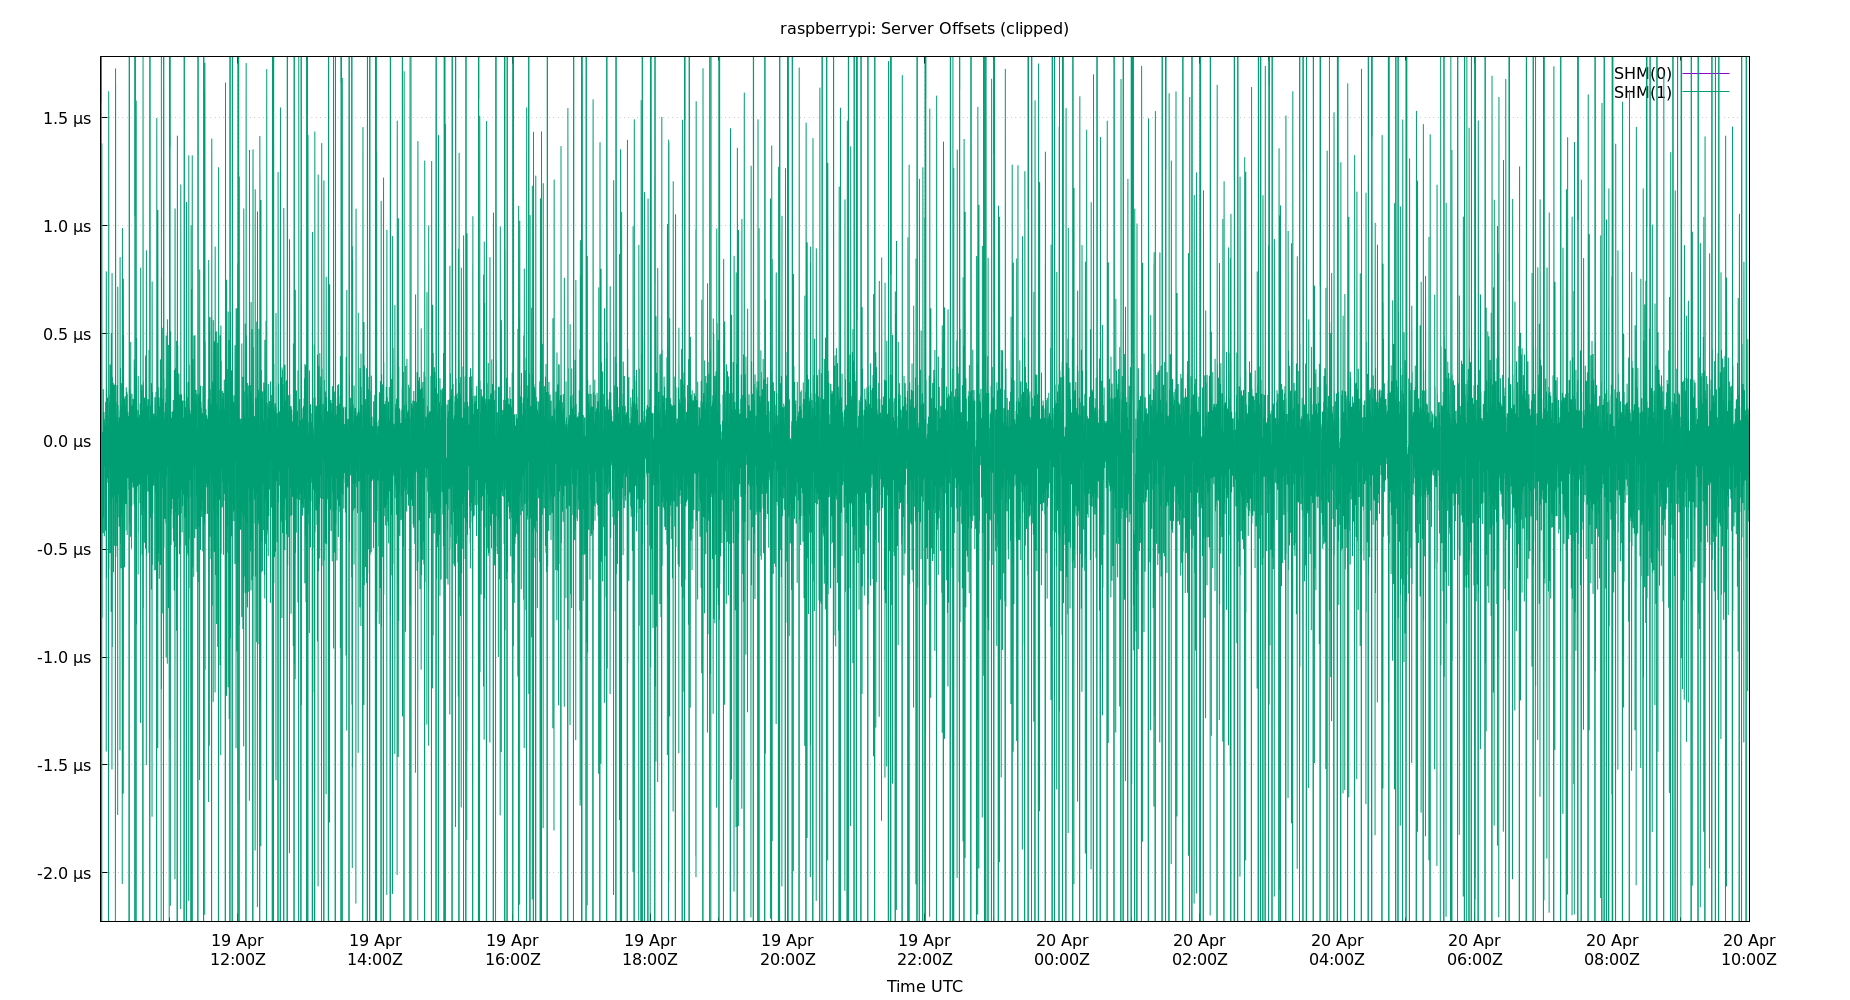 raspberrypi: Server Offsets (clipped)
SHM(0)
SHM(1)
1.5 µs
1.0 µs
0.5 µs
0.0 µs
-0.5 µs
-1.0 µs
-1.5 µs
-2.0 µs
19 Apr 19 Apr 19 Apr 19 Apr 19 Apr 19 Apr 20 Apr 20 Apr 20 Apr 20 Apr 20 Apr 20 Apr
12:00Z 14:00Z 16:00Z 18:00Z 20:00Z 22:00Z 00:00Z 02:00Z 04:00Z 06:00Z 08:00Z 10:00Z
Time UTC